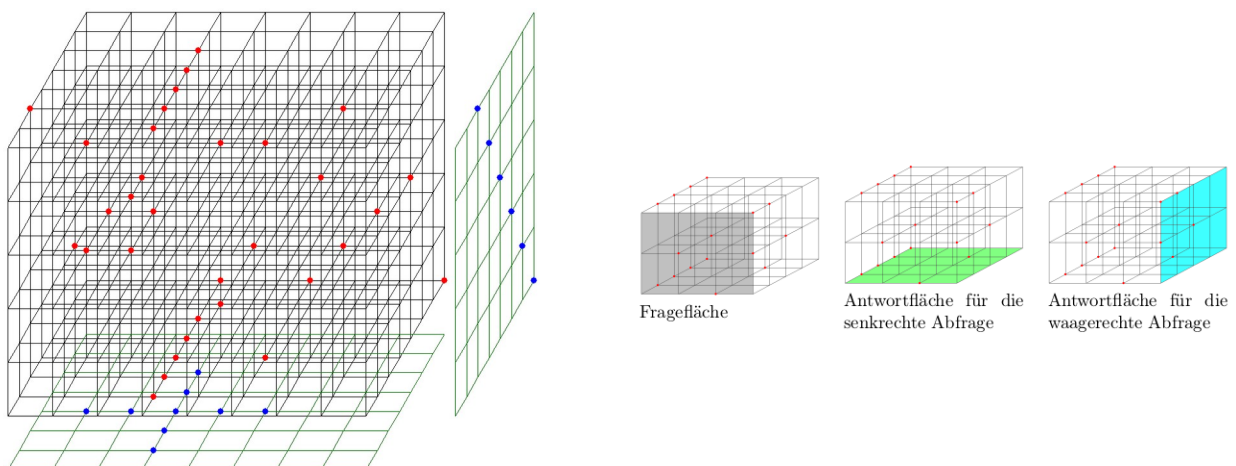 Fragefläche
Antwortfläche für die
senkrechte Abfrage
Antwortfläche für die
waagerechte Abfrage